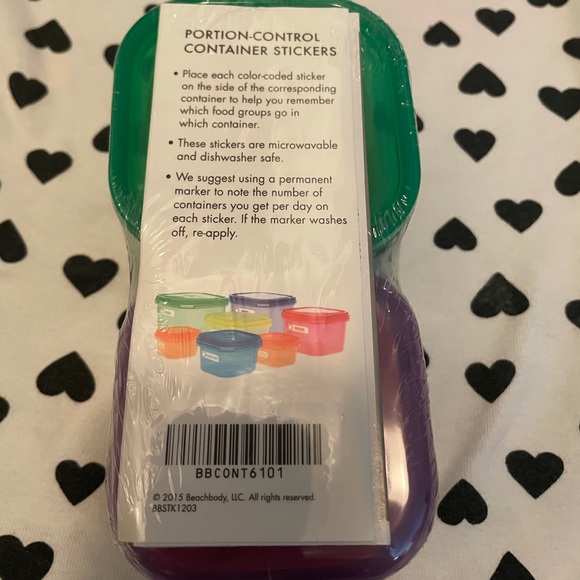 PORTION-CONTROL
CONTAINER STICKERS
• Place each color-coded sticker
on the side of the corresponding
container to help you remember
which food groups go in
which container.
• These stickers are microwavable
and dishwasher safe.
• We suggest using a permanent
marker to note the number of
containers you get per day on
each sticker. If the marker washes
off, re-apply.
BBCONT6101
© 2015 Beachbody, LLC. All rights reserved.
BBSTK1203